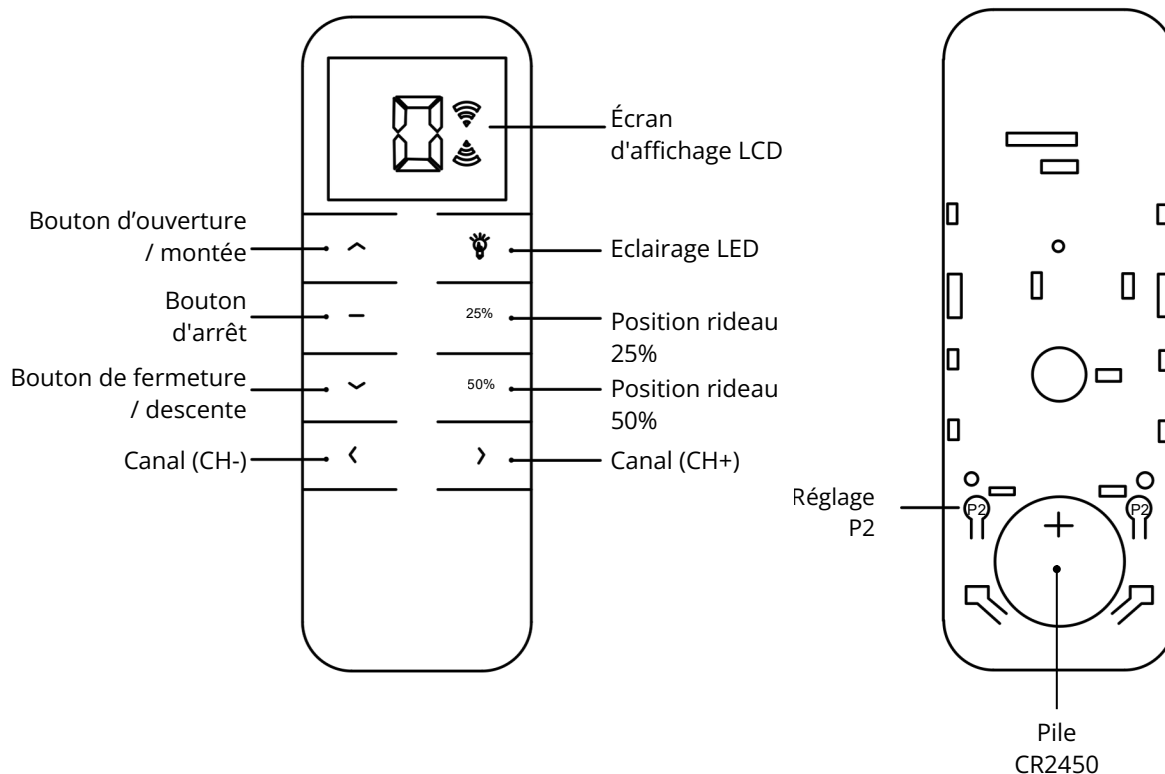 Écran
d'affichage LCD
Bouton d’ouverture
/ montée
Eclairage LED
Bouton
d'arrêt
25%
Position rideau
25%
Bouton de fermeture
/ descente
50%
Position rideau
50%
Canal (CH-)
Canal (CH+)
Réglage
P2
P2
P2
Pile
CR2450